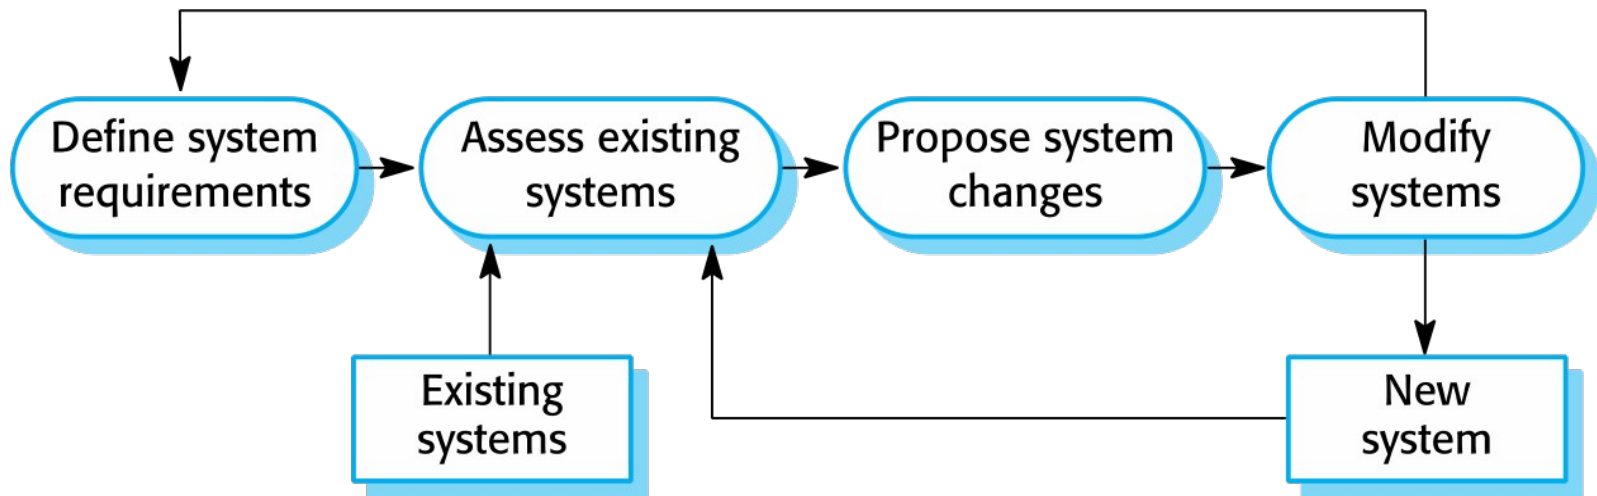 Define system
requirements
Assess existing
systems
Propose system
changes
Modify
systems
Existing
systems
New
system